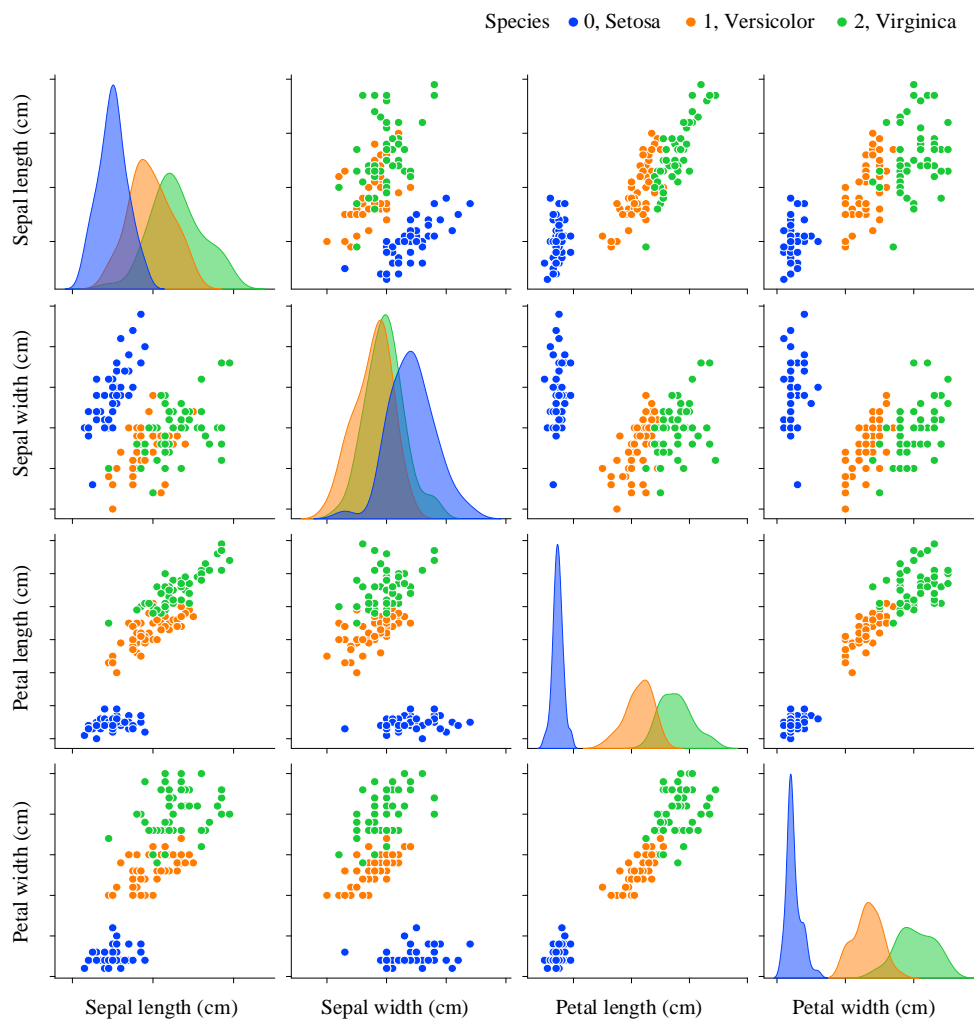 Species 0, Setosa 1, Versicolor 2, Virginica
Sepal length (cm)
Sepal width (cm)
Petal length (cm)
Petal width (cm)
Sepal length (cm) Sepal width (cm) Petal length (cm) Petal width (cm)